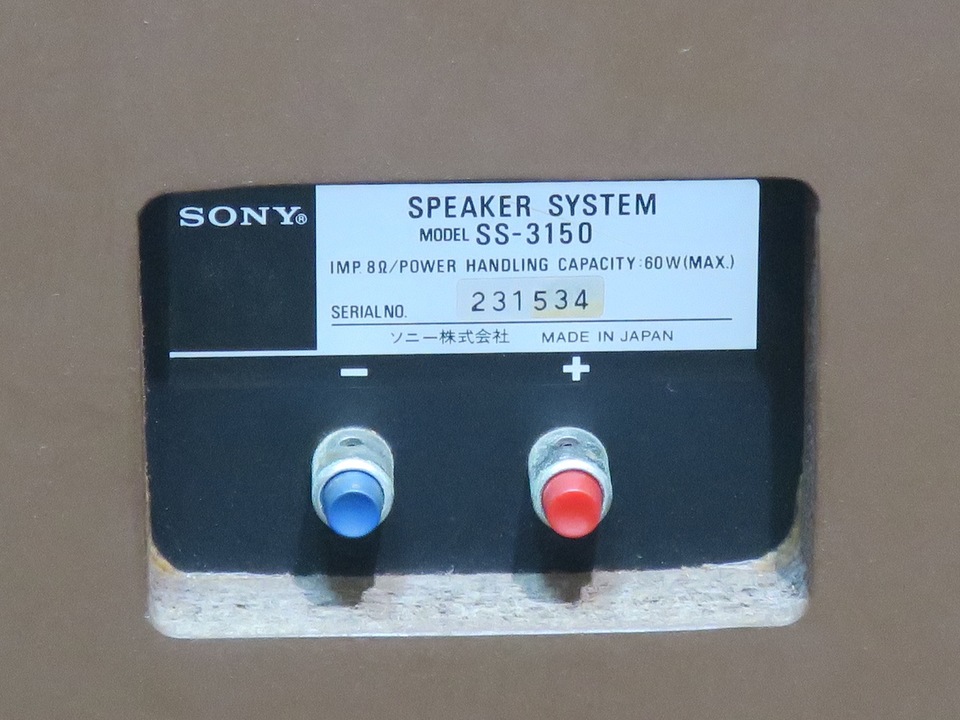 SONY®
SPEAKER SYSTEM
MODEL SS-3150
IMP. 8Ω/POWER HANDLING CAPACITY:60W(MAX.)
SERIAL NO. 231534
ソニー株式会社 MADE IN JAPAN
− +